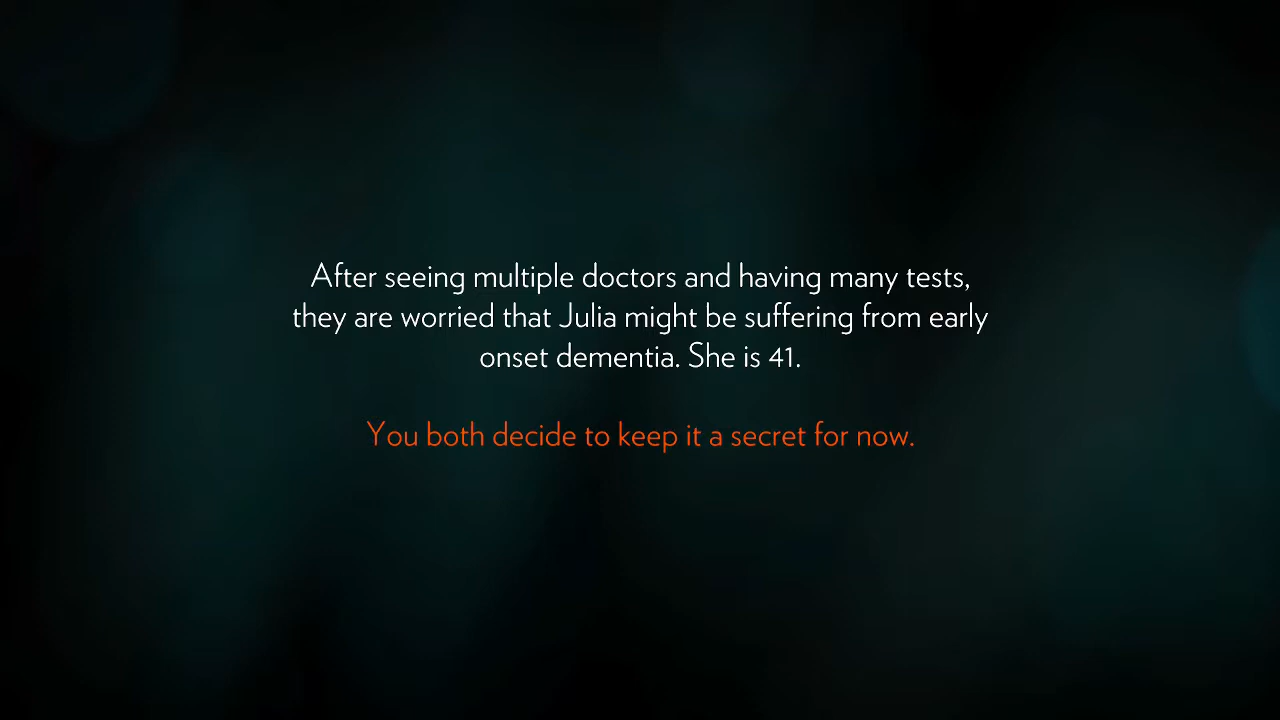 After seeing multiple doctors and having many tests,
they are worried that Julia might be suffering from early
onset dementia. She is 41.
You both decide to keep it a secret for now.